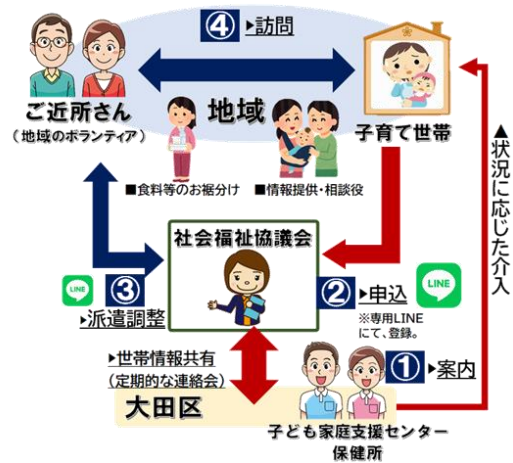 ④▸訪問
ご近所さん
（地域のボランティア）
地域
子育て世帯
■食料等のお裾分け
■情報提供・相談役
▲状況に応じた介入
社会福祉協議会
LINE
③
▸派遣調整
②▸申込
LINE
※専用LINE
にて、登録。
▸世帯情報共有
（定期的な連絡会）
①▸案内
大田区
子ども家庭支援センター
保健所